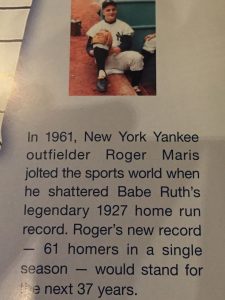 In 1961, New York Yankee
outfielder Roger Maris
jolted the sports world when
he shattered Babe Ruth's
legendary 1927 home run
record. Roger's new record
— 61 homers in a single
season — would stand for
the next 37 years.